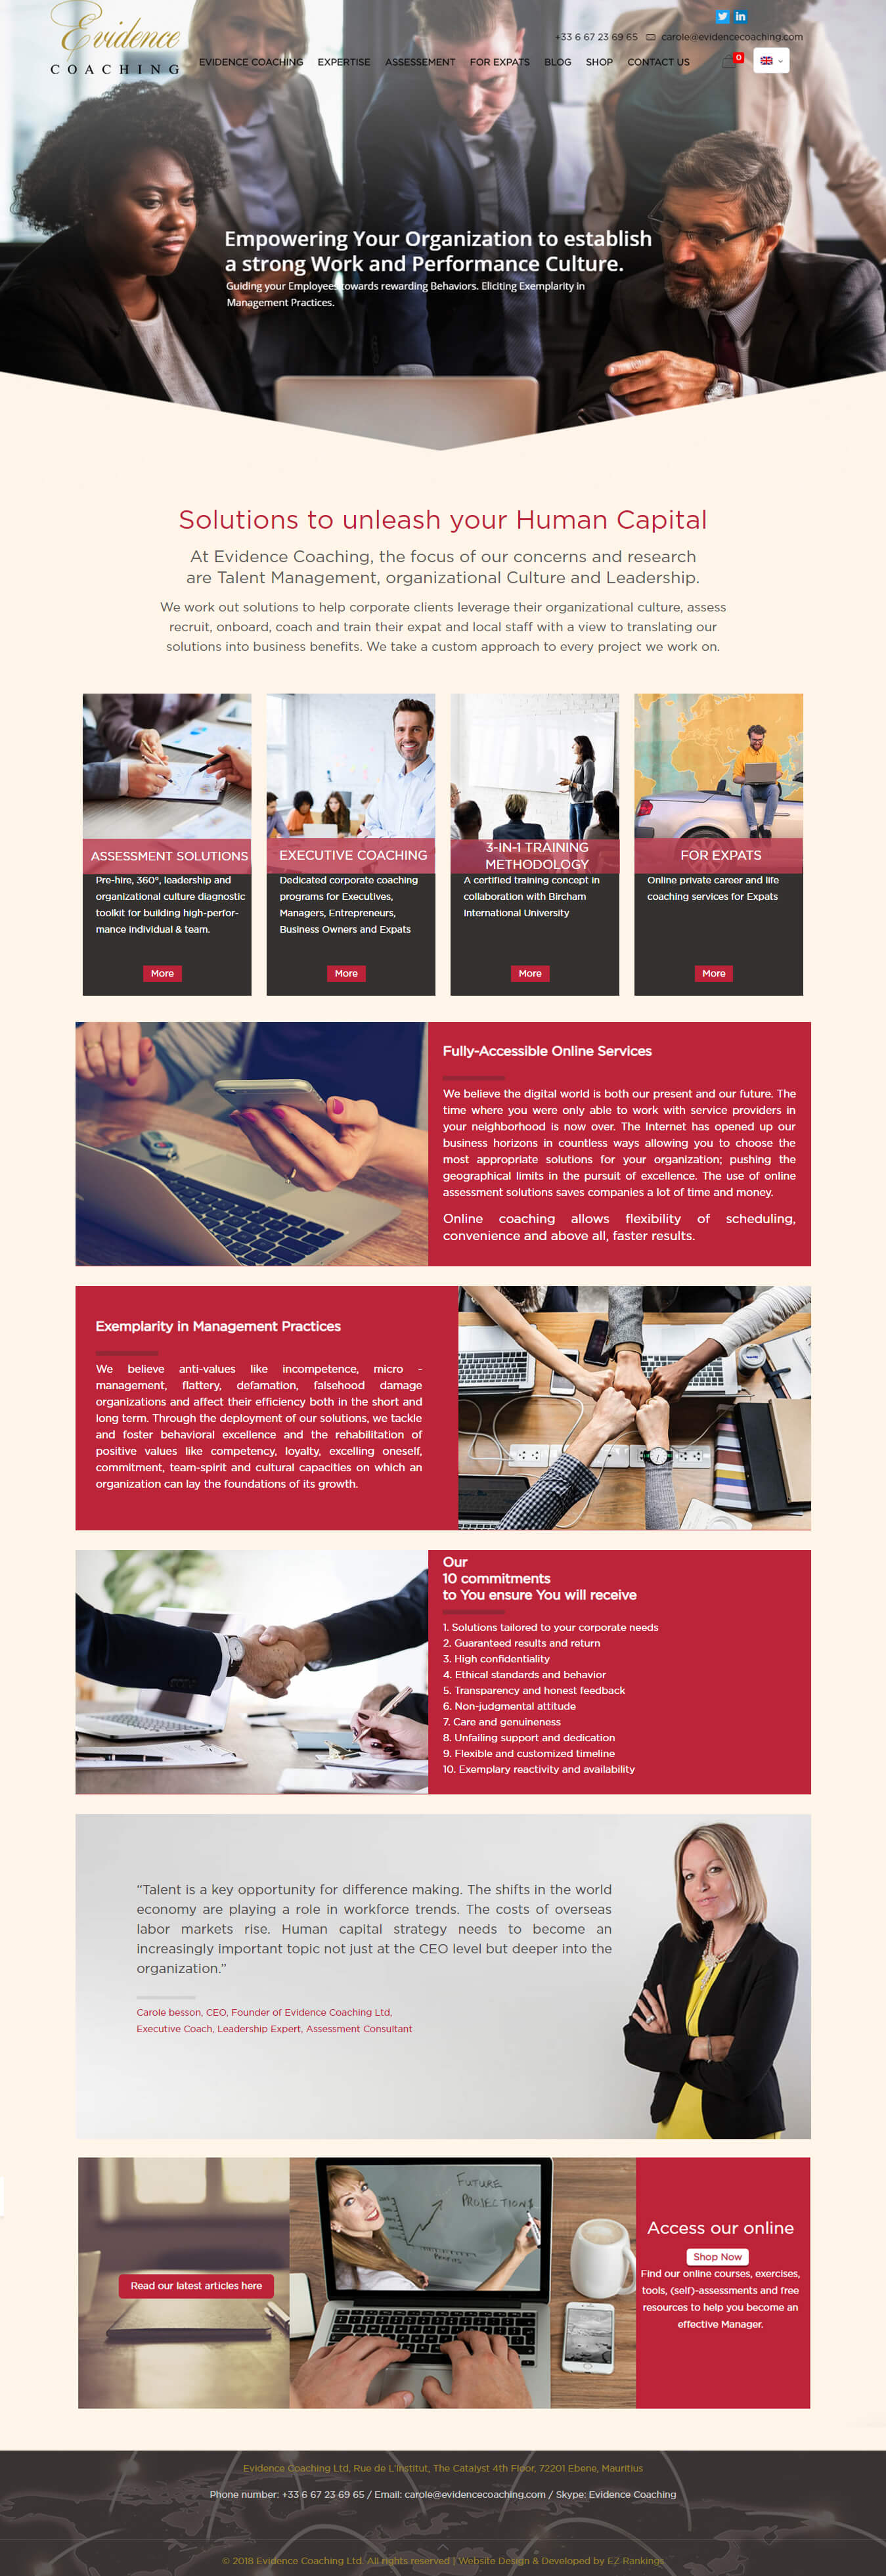 Evidence
COACHING
+33 6 67 23 69 65 carole@evidencecoaching.com
EVIDENCE COACHING EXPERTISE ASSESSEMENT FOR EXPATS BLOG SHOP CONTACT US 0
Empowering Your Organization to establish
a strong Work and Performance Culture.
Guiding your Employees towards rewarding Behaviors. Eliciting Exemplarity in
Management Practices.
Solutions to unleash your Human Capital
At Evidence Coaching, the focus of our concerns and research
are Talent Management, organizational Culture and Leadership.
We work out solutions to help corporate clients leverage their organizational culture, assess
recruit, onboard, coach and train their expat and local staff with a view to translating our
solutions into business benefits. We take a custom approach to every project we work on.
ASSESSMENT SOLUTIONS
Pre-hire, 360°, leadership and
organizational culture diagnostic
toolkit for building high-perfor-
mance individual & team.
More
EXECUTIVE COACHING
Dedicated corporate coaching
programs for Executives,
Managers, Entrepreneurs,
Business Owners and Expats
More
3-IN-1 TRAINING
METHODOLOGY
A certified training concept in
collaboration with Bircham
International University
More
FOR EXPATS
Online private career and life
coaching services for Expats
More
Fully-Accessible Online Services
We believe the digital world is both our present and our future. The
time where you were only able to work with service providers in
your neighborhood is now over. The Internet has opened up our
business horizons in countless ways allowing you to choose the
most appropriate solutions for your organization; pushing the
geographical limits in the pursuit of excellence. The use of online
assessment solutions saves companies a lot of time and money.
Online coaching allows flexibility of scheduling,
convenience and above all, faster results.
Exemplarity in Management Practices
We believe anti-values like incompetence, micro -
management, flattery, defamation, falsehood damage
organizations and affect their efficiency both in the short and
long term. Through the deployment of our solutions, we tackle
and foster behavioral excellence and the rehabilitation of
positive values like competency, loyalty, excelling oneself,
commitment, team-spirit and cultural capacities on which an
organization can lay the foundations of its growth.
Our
10 commitments
to You ensure You will receive
1. Solutions tailored to your corporate needs
2. Guaranteed results and return
3. High confidentiality
4. Ethical standards and behavior
5. Transparency and honest feedback
6. Non-judgmental attitude
7. Care and genuineness
8. Unfailing support and dedication
9. Flexible and customized timeline
10. Exemplary reactivity and availability
“Talent is a key opportunity for difference making. The shifts in the world
economy are playing a role in workforce trends. The costs of overseas
labor markets rise. Human capital strategy needs to become an
increasingly important topic not just at the CEO level but deeper into the
organization.”
Carole besson, CEO, Founder of Evidence Coaching Ltd,
Executive Coach, Leadership Expert, Assessment Consultant
Read our latest articles here
FUTURE
PROJECTIONS
Access our online
Shop Now
Find our online courses, exercises,
tools, (self)-assessments and free
resources to help you become an
effective Manager.
Evidence Coaching Ltd, Rue de L'Institut, The Catalyst 4th Floor, 72201 Ebene, Mauritius
Phone number: +33 6 67 23 69 65 / Email: carole@evidencecoaching.com / Skype: Evidence Coaching
© 2018 Evidence Coaching Ltd. All rights reserved | Website Design & Developed by EZ Rankings